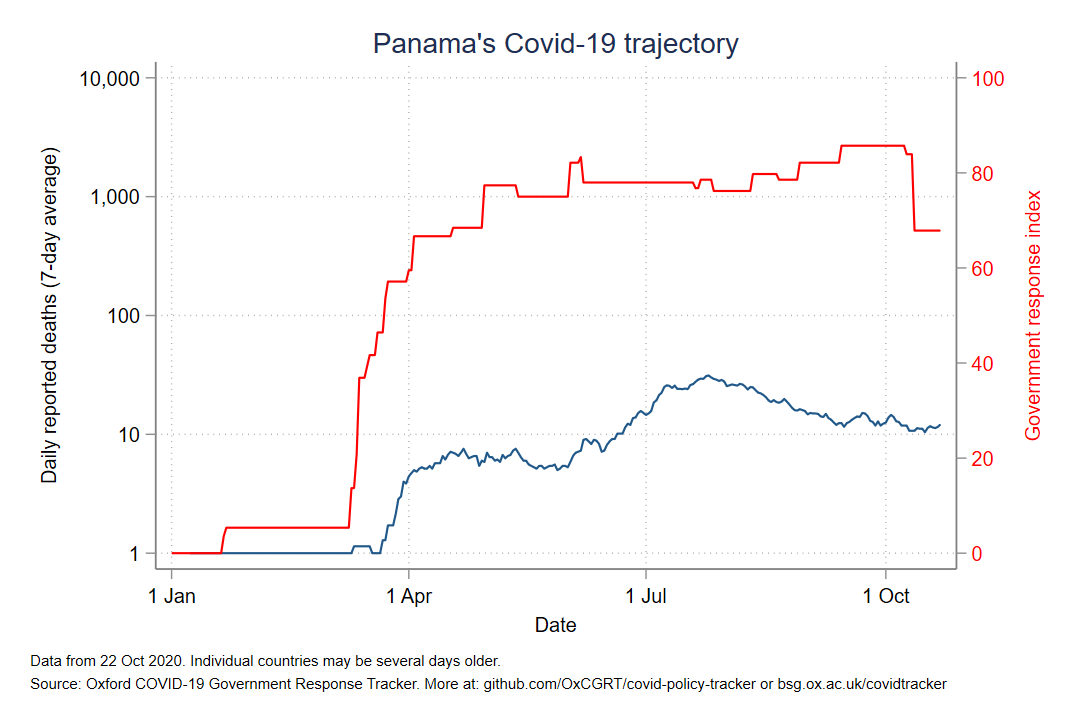 Panama's Covid-19 trajectory
10,000
1,000
100
10
1
Daily reported deaths (7-day average)
100
80
60
40
20
0
Government response index
1 Jan
1 Apr
1 Jul
1 Oct
Date
Data from 22 Oct 2020. Individual countries may be several days older.
Source: Oxford COVID-19 Government Response Tracker. More at: github.com/OxCGRT/covid-policy-tracker or bsg.ox.ac.uk/covidtracker